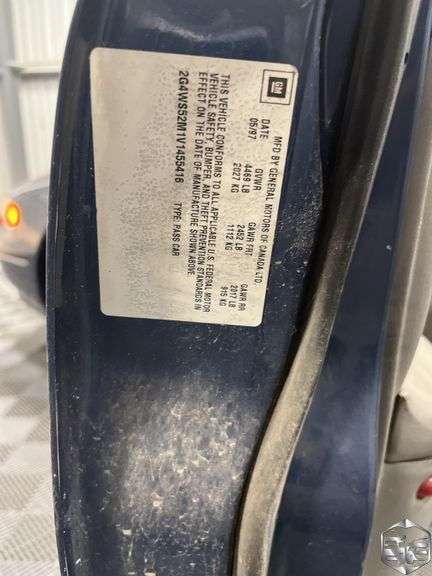 GM
MFD BY GENERAL MOTORS OF CANADA LTD.
DATE GVWR GAWR FRT GAWR RR
05/97 4469 LB 2452 LB 2017 LB
2027 KG 1112 KG 915 KG
THIS VEHICLE CONFORMS TO ALL APPLICABLE U.S. FEDERAL MOTOR
VEHICLE SAFETY, BUMPER, AND THEFT PREVENTION STANDARDS IN
EFFECT ON THE DATE OF MANUFACTURE SHOWN ABOVE.
2G4WS52M1V1455416 TYPE: PASS CAR